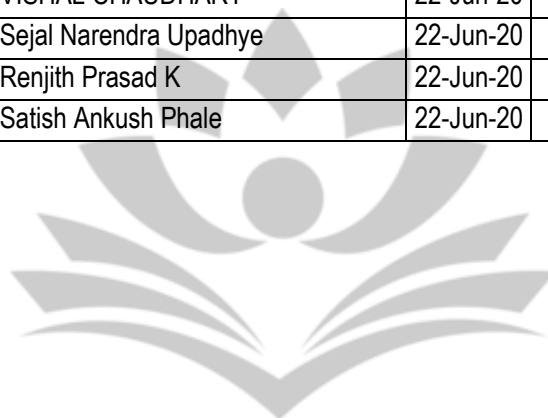 VISHAL CHAUDHARY 22-Jun-20
Sejal Narendra Upadhye 22-Jun-20
Renjith Prasad K 22-Jun-20
Satish Ankush Phale 22-Jun-20